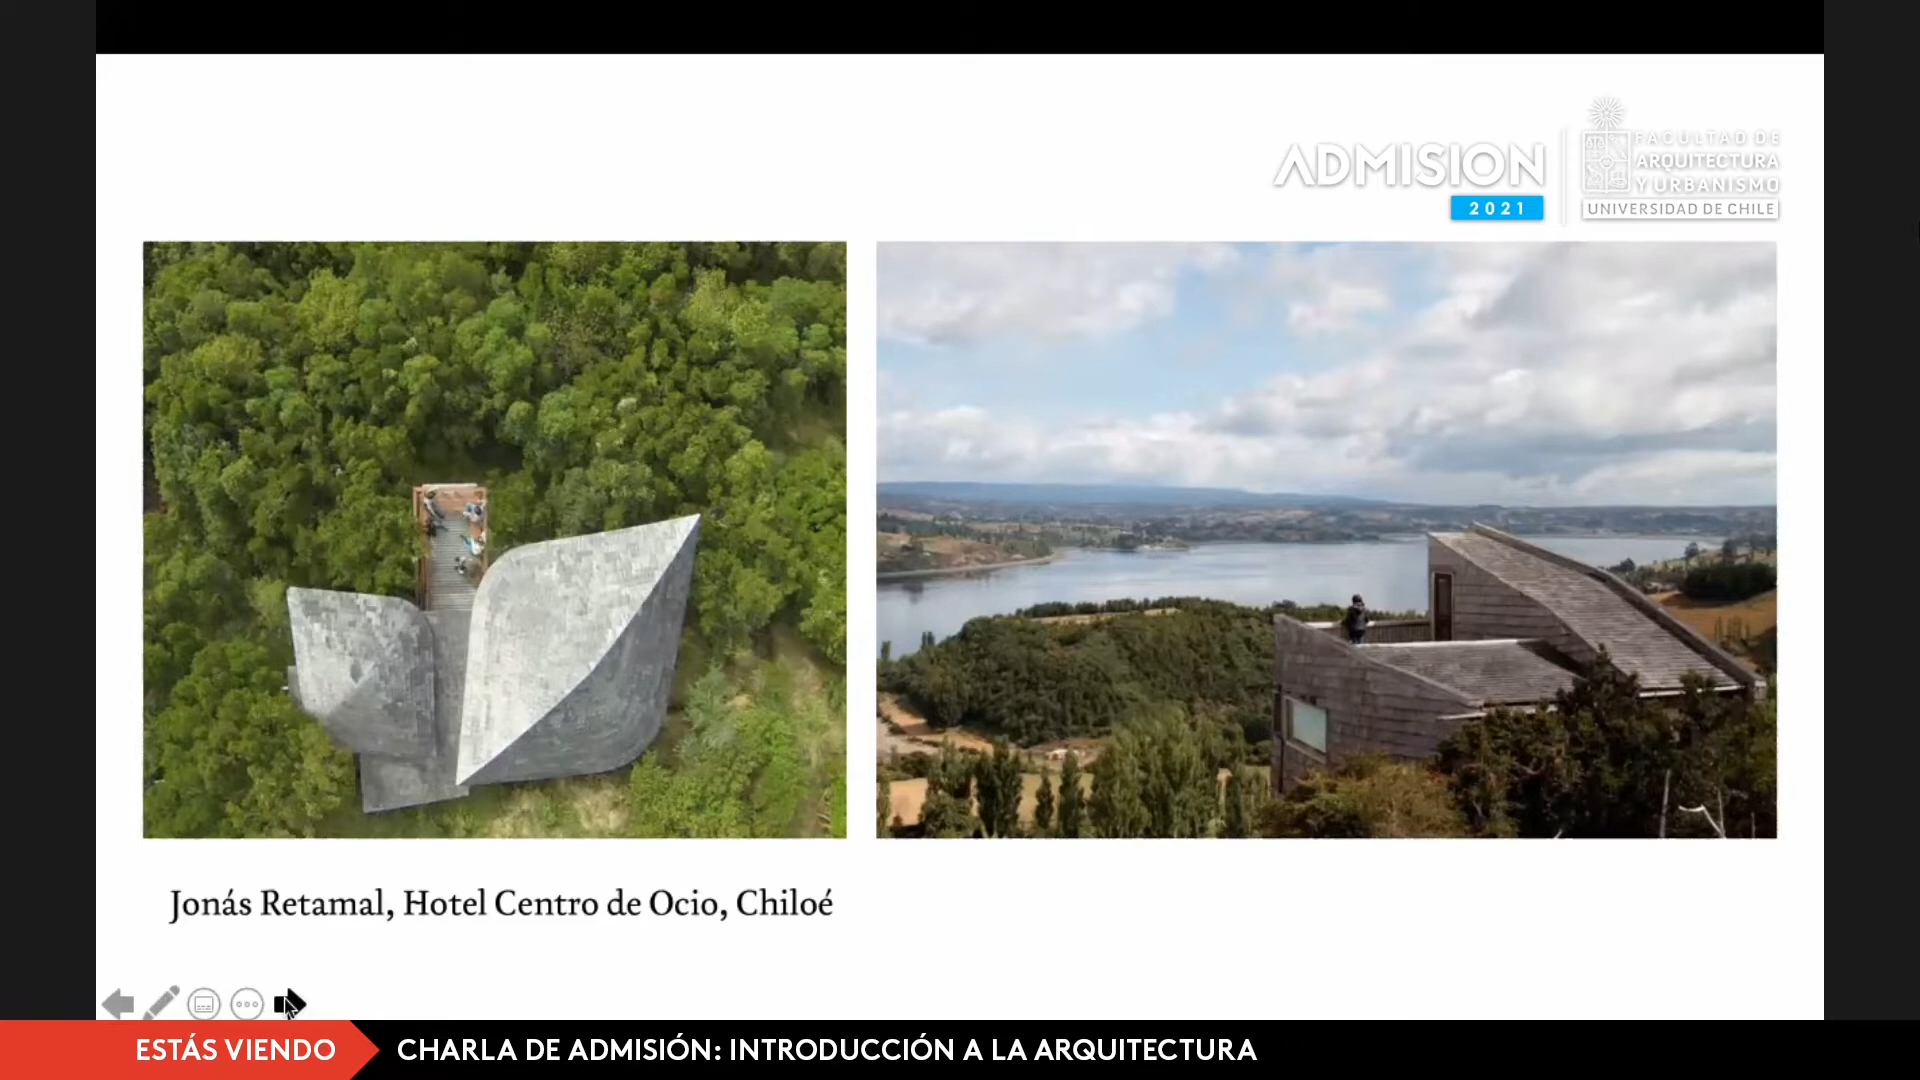 ADMISION
2021
FACULTAD DE
ARQUITECTURA
Y URBANISMO
UNIVERSIDAD DE CHILE
Jonás Retamal, Hotel Centro de Ocio, Chiloé
ESTÁS VIENDO
CHARLA DE ADMISIÓN: INTRODUCCIÓN A LA ARQUITECTURA